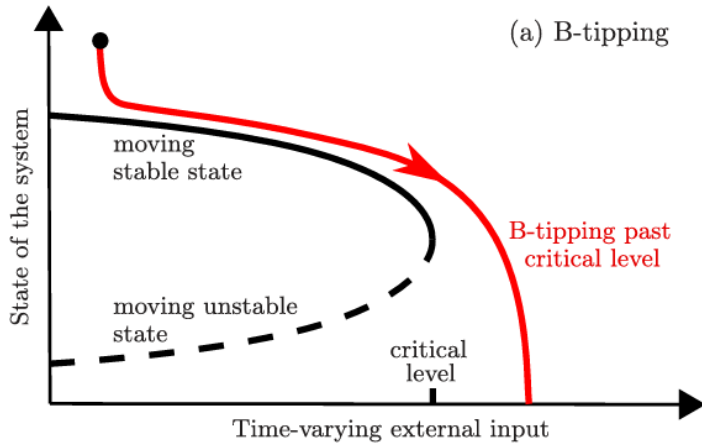 (a) B-tipping
State of the system
moving
stable state
B-tipping past
critical level
moving unstable
state
critical
level
Time-varying external input